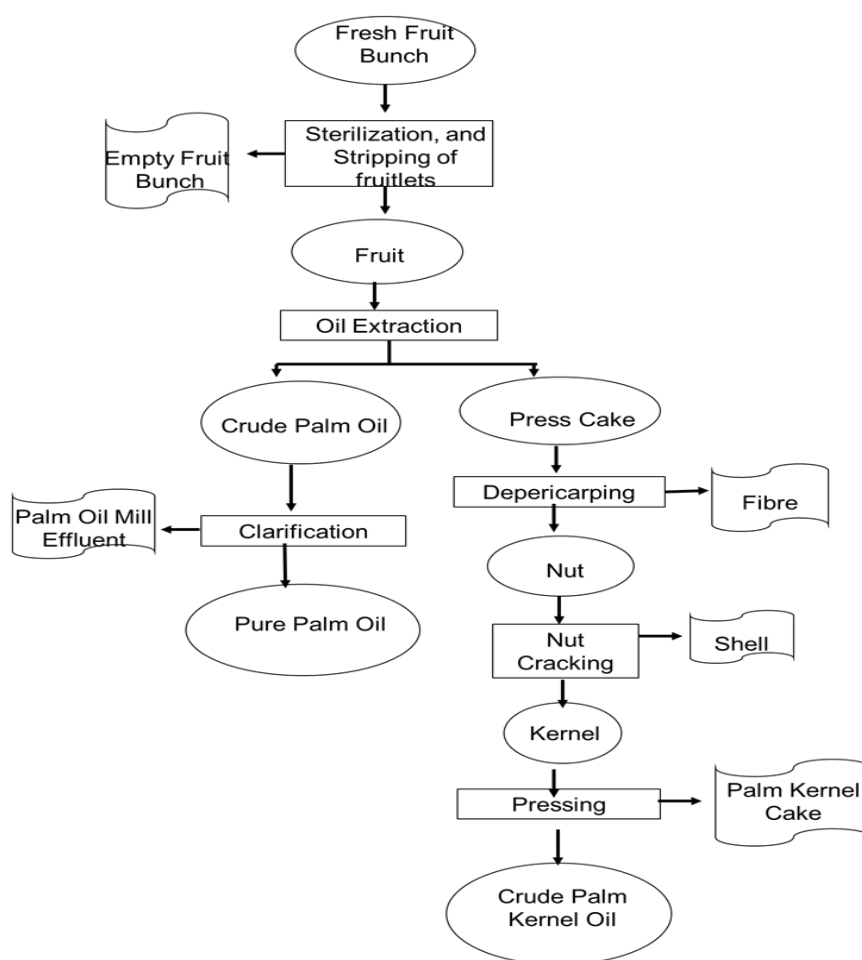 Fresh Fruit
Bunch
Sterilization, and
Stripping of
fruitlets
Empty Fruit
Bunch
Fruit
Oil Extraction
Crude Palm Oil
Press Cake
Depericarping
Fibre
Palm Oil Mill
Effluent
Clarification
Nut
Pure Palm Oil
Nut
Cracking
Shell
Kernel
Pressing
Palm Kernel
Cake
Crude Palm
Kernel Oil